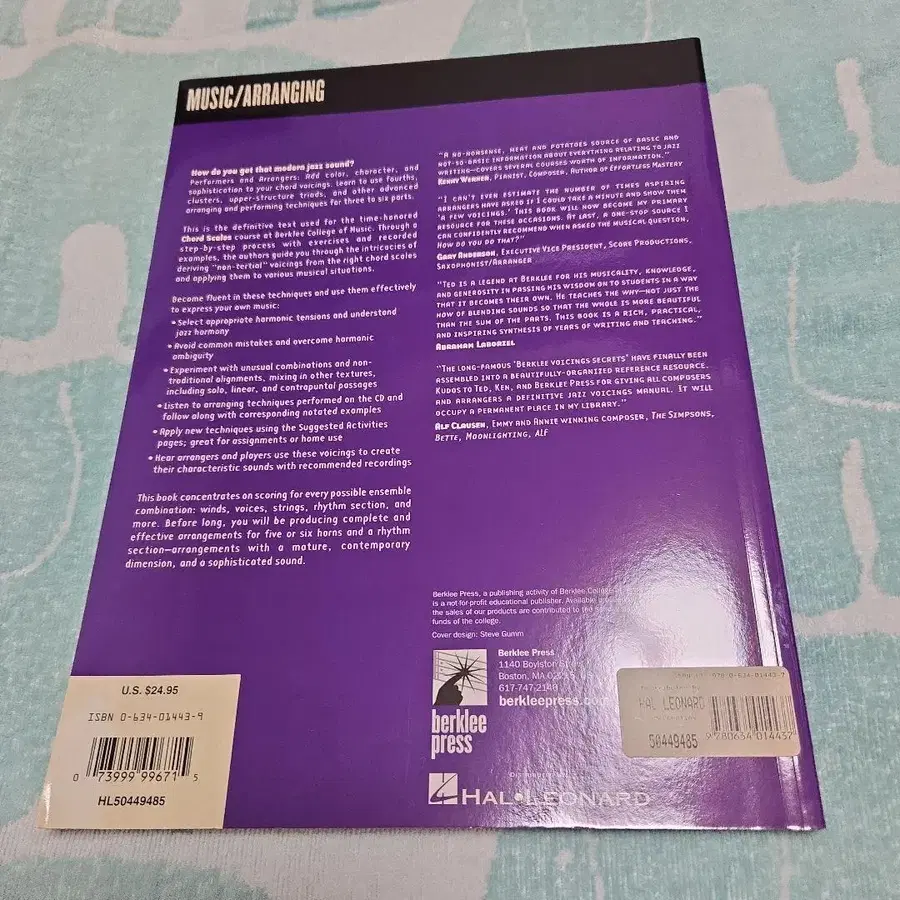 MUSIC/ARRANGING
How do you get that modern jazz sound?
Performers and Arrangers: Add color, character, and
sophistication to your chord voicings. Learn to use fourths,
clusters, upper-structure triads, and other advanced
arranging and performing techniques for three to six parts.
This is the definitive text used for the time-honored
Chord Scales course at Berklee College of Music. Through a
step-by-step process with exercises and recorded
examples, the authors guide you through the intricacies of
deriving "non-tertial" voicings from the right chord scales
and applying them to various musical situations.
Become fluent in these techniques and use them effectively
to express your own music:
• Select appropriate harmonic tensions and understand
jazz harmony
• Avoid common mistakes and overcome harmonic
ambiguity
• Experiment with unusual combinations and non-
traditional alignments, mixing in other textures,
including solo, linear, and contrapuntal passages
• Listen to arranging techniques performed on the CD and
follow along with corresponding notated examples
• Apply new techniques using the Suggested Activities
pages; great for assignments or home use
• Hear arrangers and players use these voicings to create
their characteristic sounds with recommended recordings
This book concentrates on scoring for every possible ensemble
combination: winds, voices, strings, rhythm section, and
more. Before long, you will be producing complete and
effective arrangements for five or six horns and a rhythm
section—arrangements with a mature, contemporary
dimension, and a sophisticated sound.
"A NO-NONSENSE, MEAT AND POTATOES SOURCE OF BASIC AND
NOT-SO-BASIC INFORMATION ABOUT EVERYTHING RELATING TO JAZZ
WRITING—COVERS SEVERAL COURSES WORTH OF INFORMATION."
KENNY WERNER, PIANIST, COMPOSER, AUTHOR OF EFFORTLESS MASTERY
"I CAN'T EVEN ESTIMATE THE NUMBER OF TIMES ASPIRING
ARRANGERS HAVE ASKED IF I COULD TAKE A MINUTE AND SHOW THEM
'A FEW VOICINGS.' THIS BOOK WILL NOW BECOME MY PRIMARY
RESOURCE FOR THESE OCCASIONS. AT LAST, A ONE-STOP SOURCE I
CAN CONFIDENTLY RECOMMEND WHEN ASKED THE MUSICAL QUESTION,
HOW DO YOU DO THAT?"
GARY ANDERSON, EXECUTIVE VICE PRESIDENT, SCORE PRODUCTIONS,
SAXOPHONIST/ARRANGER
"TED IS A LEGEND AT BERKLEE FOR HIS MUSICALITY, KNOWLEDGE,
AND GENEROSITY IN PASSING HIS WISDOM ON TO STUDENTS IN A WAY
THAT IT BECOMES THEIR OWN. HE TEACHES THE WHY—NOT JUST THE
HOW OF BLENDING SOUNDS SO THAT THE WHOLE IS MORE BEAUTIFUL
THAN THE SUM OF THE PARTS. THIS BOOK IS A RICH, PRACTICAL,
AND INSPIRING SYNTHESIS OF YEARS OF WRITING AND TEACHING."
ABRAHAM LABORIEL
"THE LONG-FAMOUS 'BERKLEE VOICINGS SECRETS' HAVE FINALLY BEEN
ASSEMBLED INTO A BEAUTIFULLY-ORGANIZED REFERENCE RESOURCE.
KUDOS TO TED, KEN, AND BERKLEE PRESS FOR GIVING ALL COMPOSERS
AND ARRANGERS A DEFINITIVE JAZZ VOICINGS MANUAL. IT WILL
OCCUPY A PERMANENT PLACE IN MY LIBRARY."
ALF CLAUSEN, EMMY AND ANNIE WINNING COMPOSER, THE SIMPSONS,
BETTE, MOONLIGHTING, ALF
Berklee Press, a publishing activity of Berklee College
is a not-for-profit educational publisher. Available
the sales of our products are contributed to the
funds of the college.
Cover design: Steve Gumm
berklee
press
Berklee Press
1140 Boylston Street
Boston, MA 02215
617-747-2146
berkleepress.com
HAL LEONARD
50449485
978-0-634-01443-7
9 780634 014437
HAL•LEONARD
U.S. $24.95
ISBN 0-634-01443-9
0 73999 99671 5
HL50449485